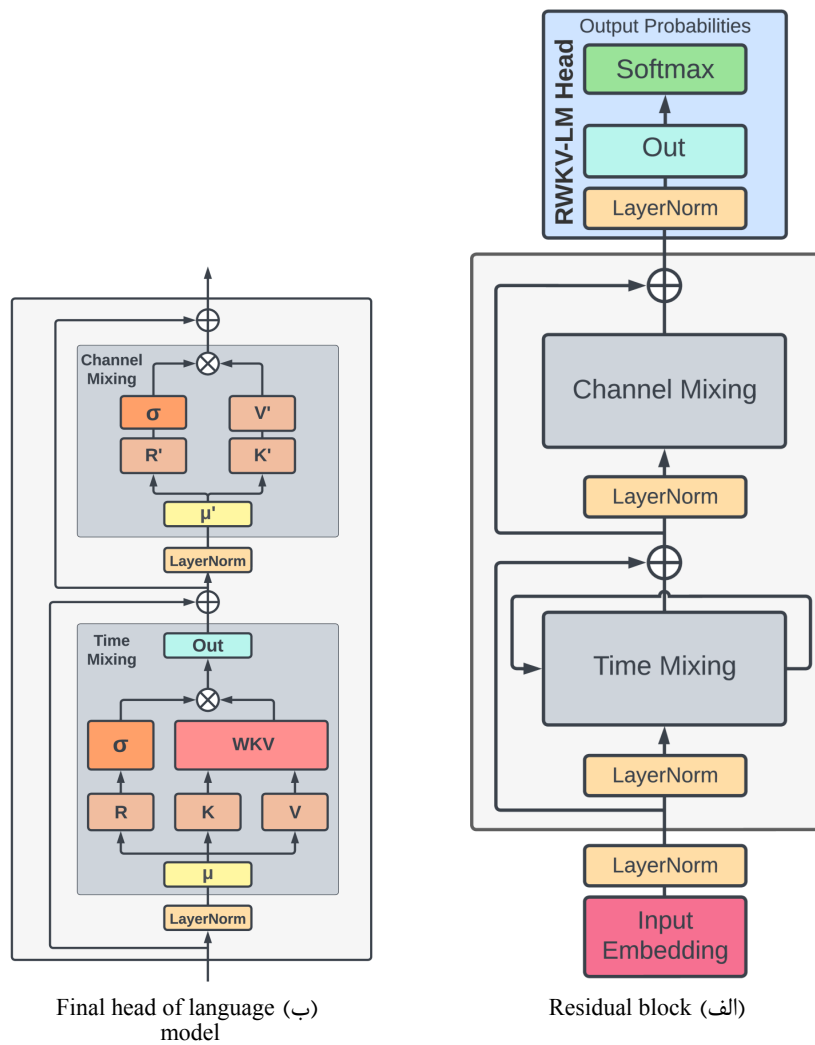 Output Probabilities
RWKV-LM Head
Softmax
Out
LayerNorm
Channel Mixing
LayerNorm
Time Mixing
LayerNorm
LayerNorm
Input
Embedding
(الف) Residual block
Channel
Mixing
σ
V'
R'
K'
μ'
LayerNorm
Time
Mixing
Out
σ
WKV
R
K
V
μ
LayerNorm
(ب) Final head of language
model